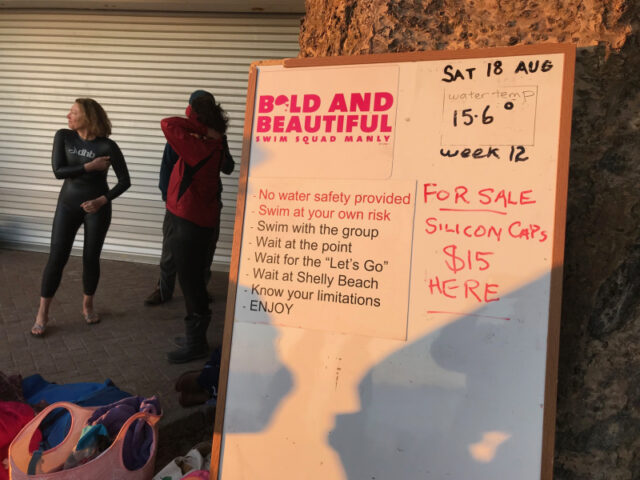 SAT 18 AUG
water temp
15.6°
week 12
BOLD AND
BEAUTIFUL
SWIM SQUAD MANLY
- No water safety provided
- Swim at your own risk
- Swim with the group
- Wait at the point
- Wait for the "Let's Go"
- Wait at Shelly Beach
- Know your limitations
- ENJOY
FOR SALE
SILICON CAPS
$15
HERE
dhb